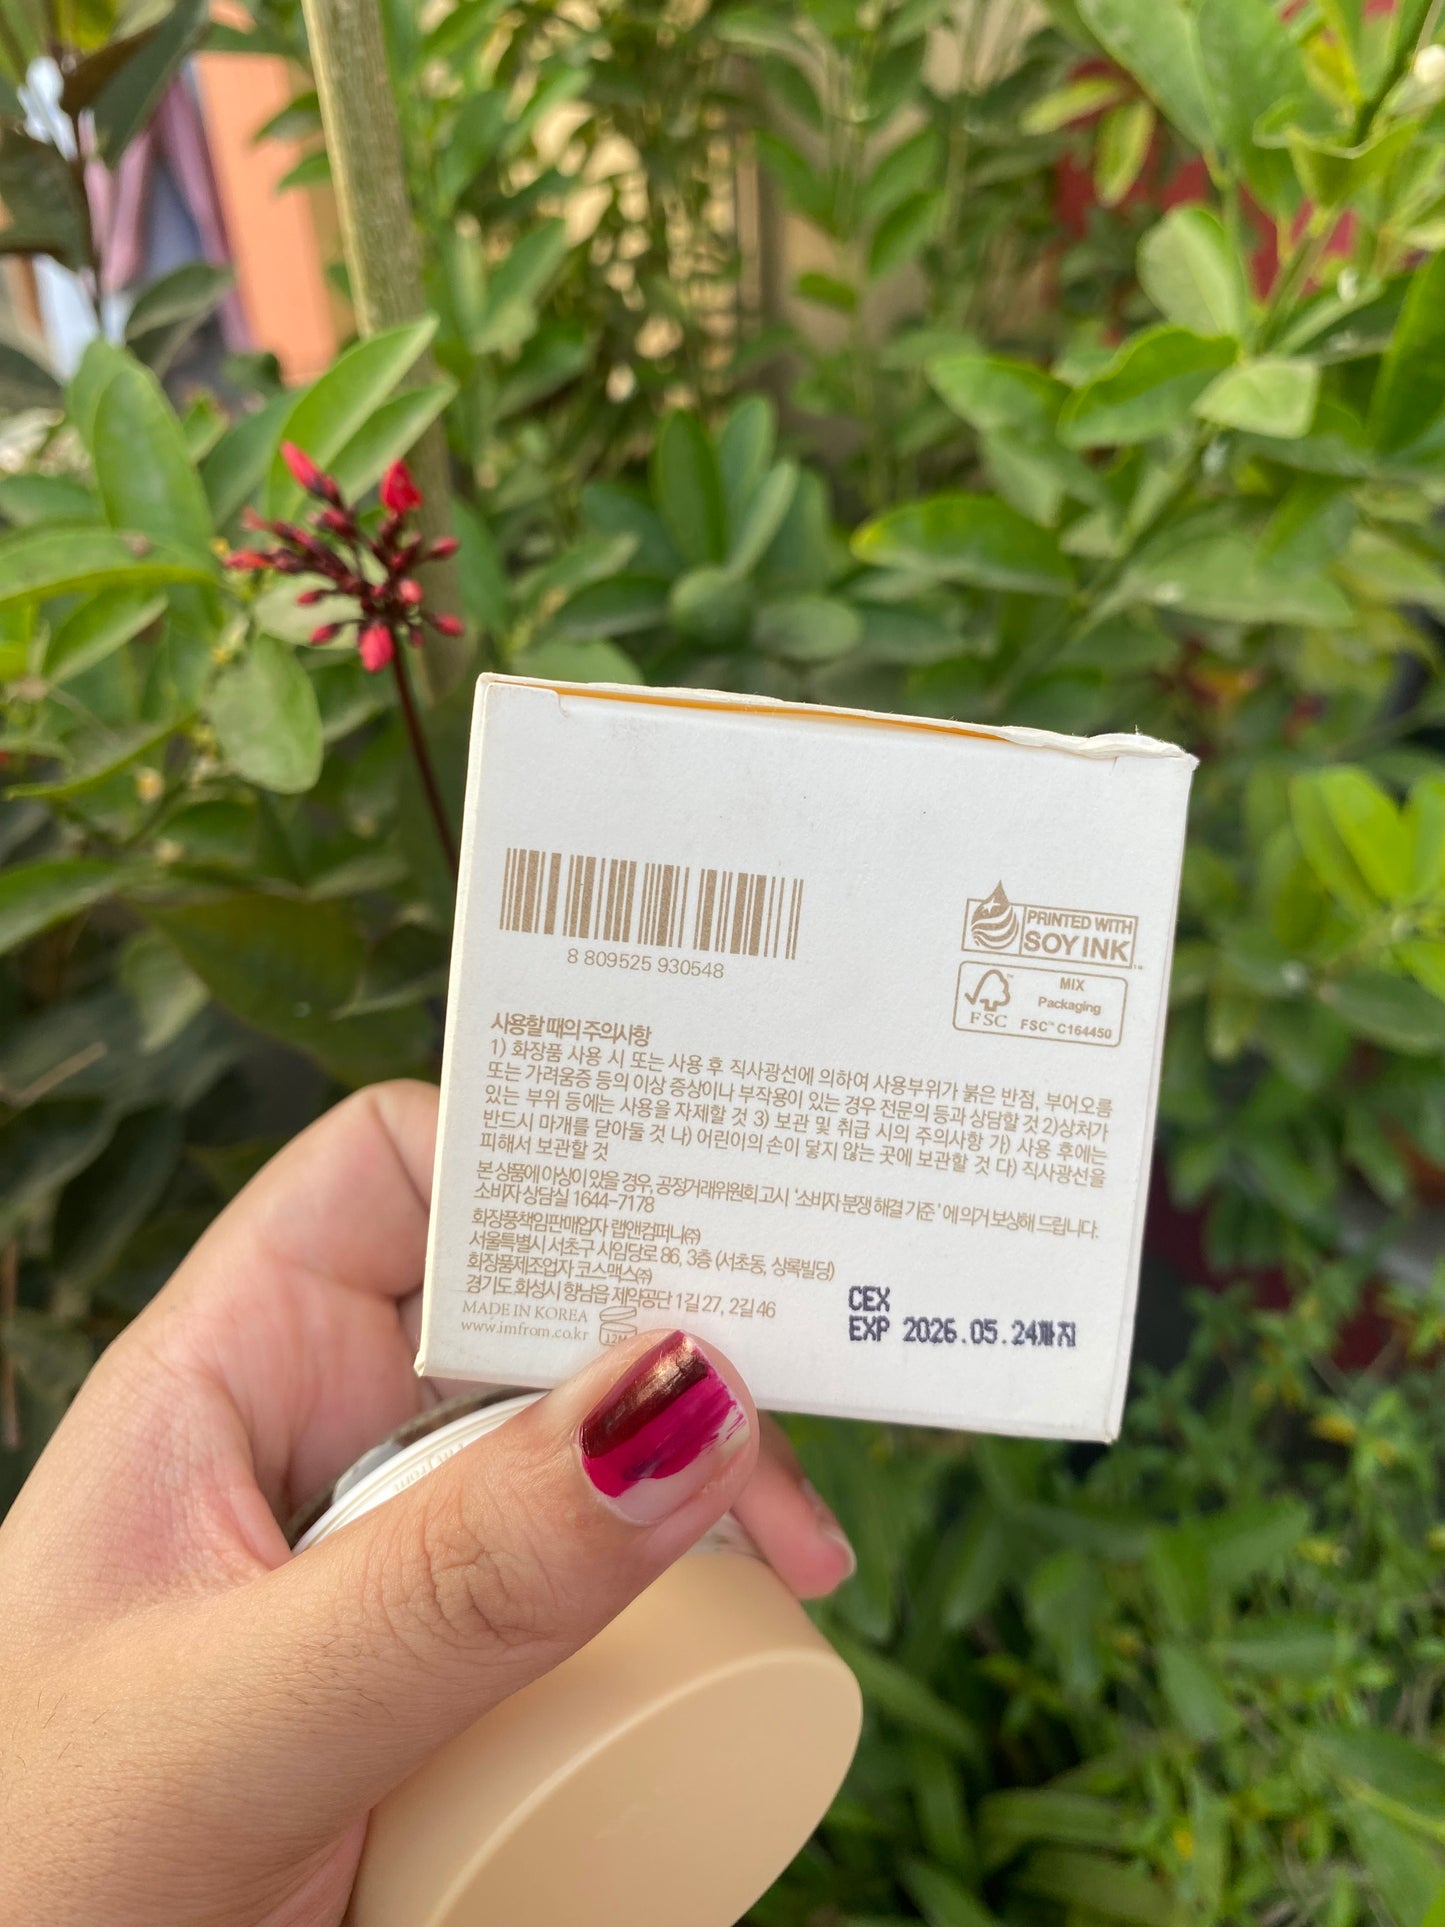 8 809525 930548
PRINTED WITH
SOY INK
FSC
MIX
Packaging
FSC™ C164450
사용할 때의 주의사항
1) 화장품 사용 시 또는 사용 후 직사광선에 의하여 사용부위가 붉은 반점, 부어오름
또는 가려움증 등의 이상 증상이나 부작용이 있는 경우 전문의 등과 상담할 것 2)상처가
있는 부위 등에는 사용을 자제할 것 3) 보관 및 취급 시의 주의사항 가) 사용 후에는
반드시 마개를 닫아둘 것 나) 어린이의 손이 닿지 않는 곳에 보관할 것 다) 직사광선을
피해서 보관할 것
본 상품에 이상이 있을 경우, 공정거래위원회 고시 '소비자 분쟁 해결 기준' 에 의거 보상해 드립니다.
소비자 상담실 1644-7178
화장품책임판매업자 랩앤컴퍼니㈜
서울특별시 서초구 사임당로 86, 3층 (서초동, 상록빌딩)
화장품제조업자 코스맥스㈜
경기도 화성시 향남읍 제약공단 1길 27, 2길 46
MADE IN KOREA
www.imfrom.co.kr
12M
CEX
EXP 2026.05.24까지